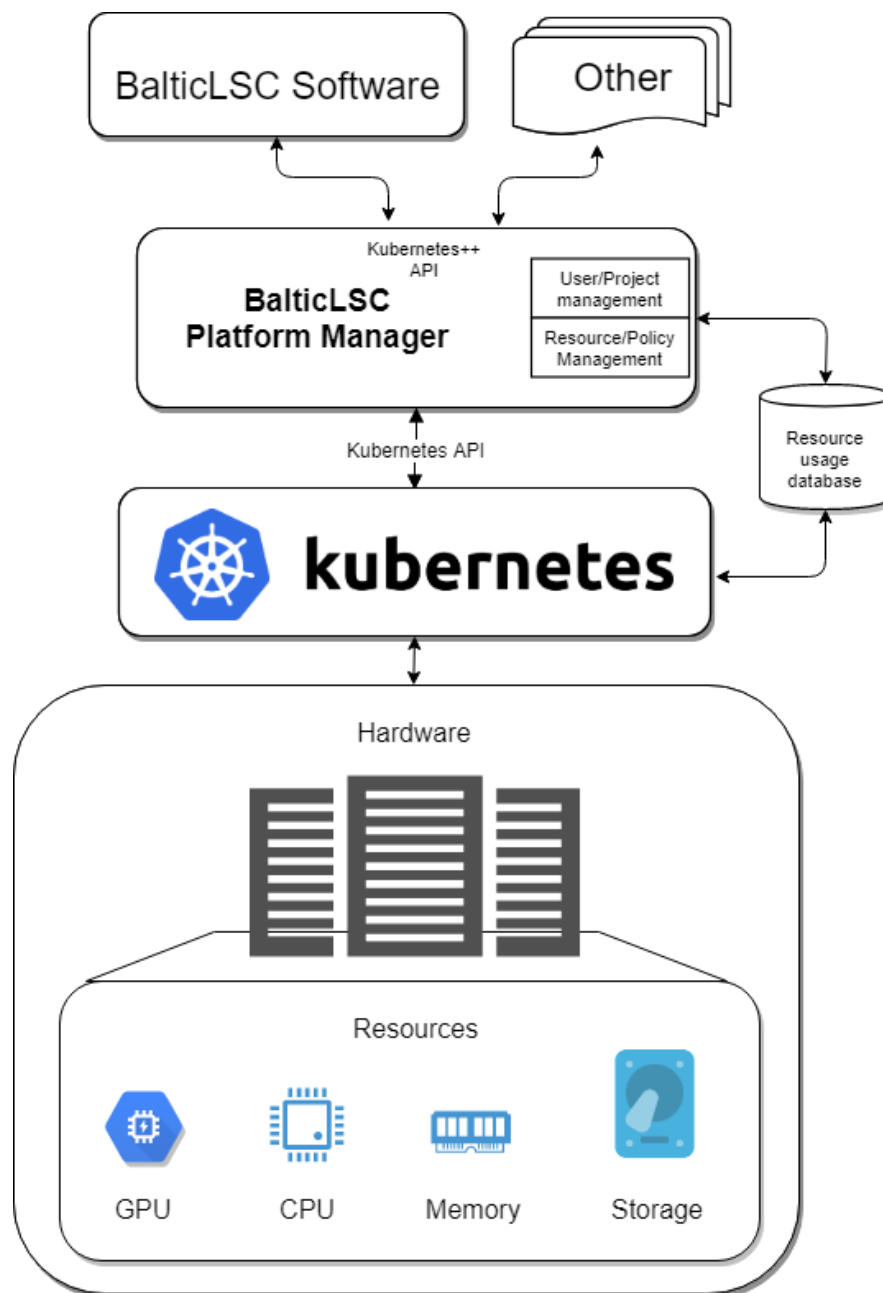 BalticLSC Software
Other
Kubernetes++
API
BalticLSC
Platform Manager
User/Project
management
Resource/Policy
Management
Resource
usage
database
Kubernetes API
kubernetes
Hardware
Resources
GPU
CPU
Memory
Storage